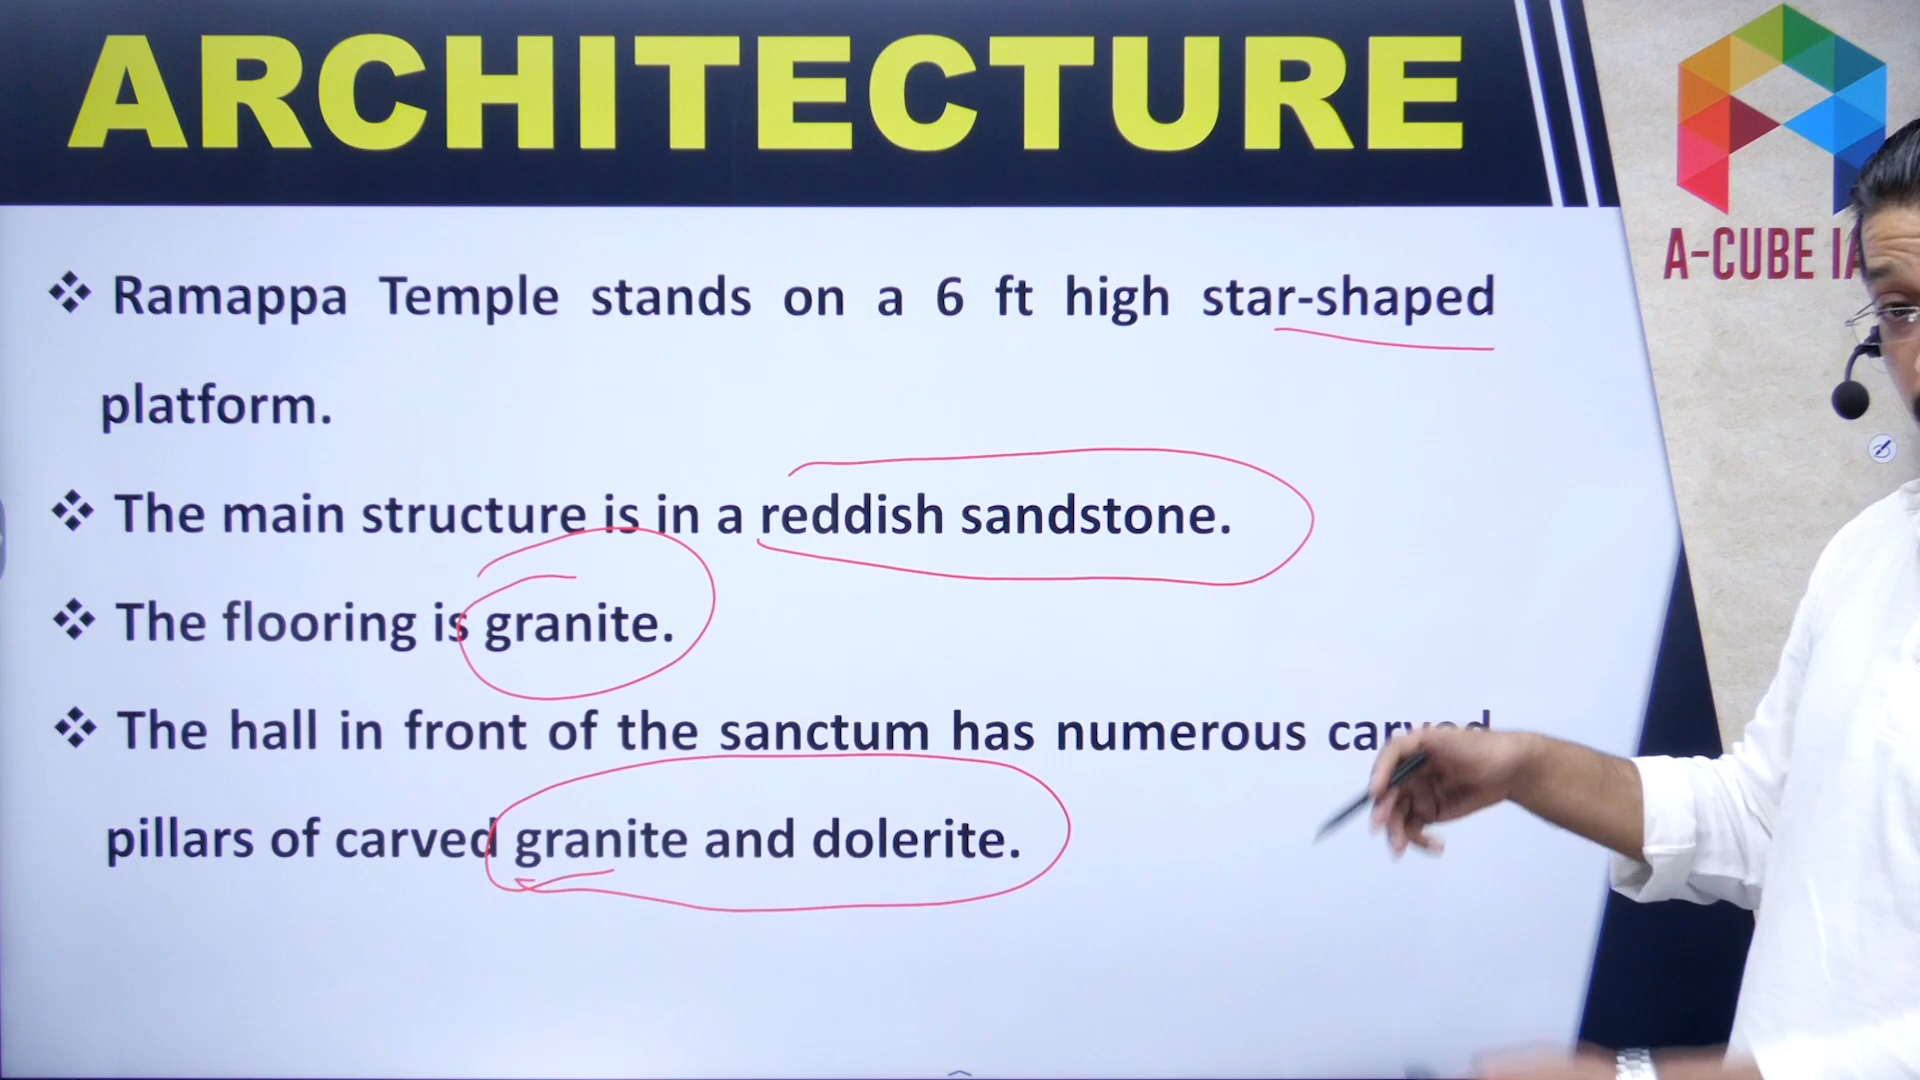 ARCHITECTURE
A-CUBE
❖ Ramappa Temple stands on a 6 ft high star-shaped
platform.
❖ The main structure is in a reddish sandstone.
❖ The flooring is granite.
❖ The hall in front of the sanctum has numerous carved
pillars of carved granite and dolerite.